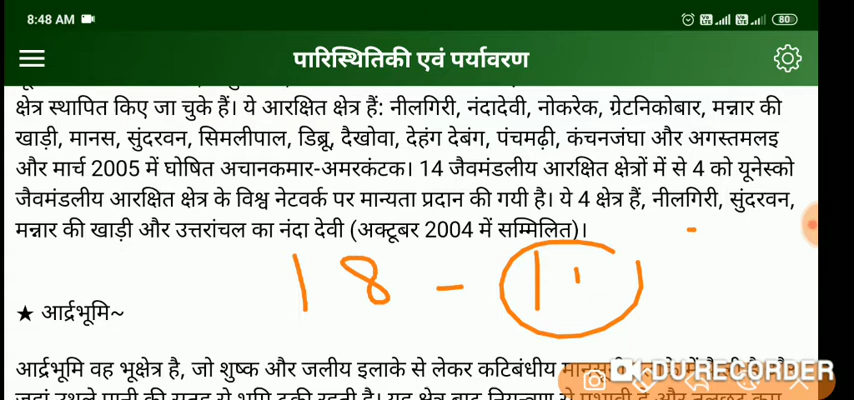 8:48 AM
80
पारिस्थितिकी एवं पर्यावरण
क्षेत्र स्थापित किए जा चुके हैं। ये आरक्षित क्षेत्र हैं: नीलगिरी, नंदादेवी, नोकरेक, ग्रेटनिकोबार, मन्नार की
खाड़ी, मानस, सुंदरवन, सिमलीपाल, डिब्रू, दैखोवा, देहंग देबंग, पंचमढ़ी, कंचनजंघा और अगस्तमलइ
और मार्च 2005 में घोषित अचानकमार-अमरकंटक। 14 जैवमंडलीय आरक्षित क्षेत्रों में से 4 को यूनेस्को
जैवमंडलीय आरक्षित क्षेत्र के विश्व नेटवर्क पर मान्यता प्रदान की गयी है। ये 4 क्षेत्र हैं, नीलगिरी, सुंदरवन,
मन्नार की खाड़ी और उत्तरांचल का नंदा देवी (अक्टूबर 2004 में सम्मिलित)।
18 - 11
★ आर्द्रभूमि~
आर्द्रभूमि वह भूक्षेत्र है, जो शुष्क और जलीय इलाके से लेकर कटिबंधीय
DU RECORDER